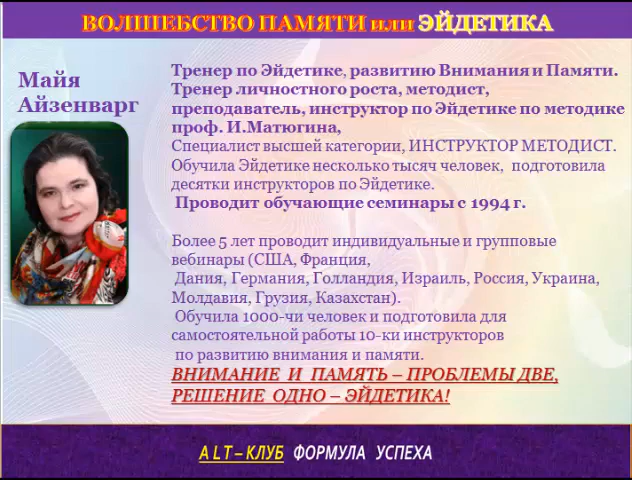 ВОЛШЕБСТВО ПАМЯТИ или ЭЙДЕТИКА
Майя
Айзенварг
Тренер по Эйдетике, развитию Внимания и Памяти.
Тренер личностного роста, методист,
преподаватель, инструктор по Эйдетике по методике
проф. И.Матюгина,
Специалист высшей категории, ИНСТРУКТОР МЕТОДИСТ.
Обучила Эйдетике несколько тысяч человек, подготовила
десятки инструкторов по Эйдетике.
Проводит обучающие семинары с 1994 г.
Более 5 лет проводит индивидуальные и групповые
вебинары (США, Франция,
Дания, Германия, Голландия, Израиль, Россия, Украина,
Молдавия, Грузия, Казахстан).
Обучила 1000-чи человек и подготовила для
самостоятельной работы 10-ки инструкторов
по развитию внимания и памяти.
ВНИМАНИЕ И ПАМЯТЬ – ПРОБЛЕМЫ ДВЕ,
РЕШЕНИЕ ОДНО – ЭЙДЕТИКА!
A L T – КЛУБ ФОРМУЛА УСПЕХА